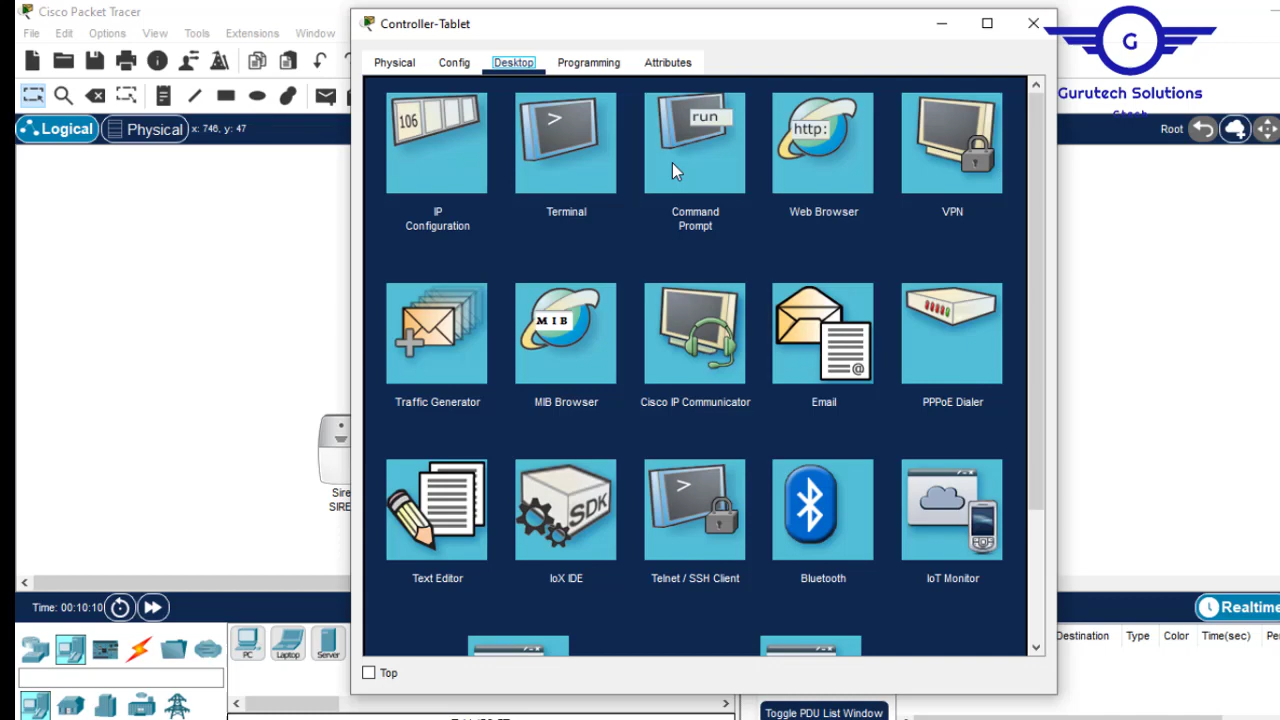 Cisco Packet Tracer
File Edit Options View Tools Extensions Window
Logical Physical x: 746, y: 47
Controller-Tablet
Physical Config Desktop Programming Attributes
G
Gurutech Solutions
Root
106
>
run
http:
IP
Configuration
Terminal
Command
Prompt
Web Browser
VPN
MIB
@
Traffic Generator
MIB Browser
Cisco IP Communicator
Email
PPPoE Dialer
SDK
>
Text Editor
IoX IDE
Telnet / SSH Client
Bluetooth
IoT Monitor
Top
Sire
SIRE
Time: 00:10:10
Realtime
PC Laptop Server
Destination Type Color Time(sec) Pe
Toggle PDU List Window